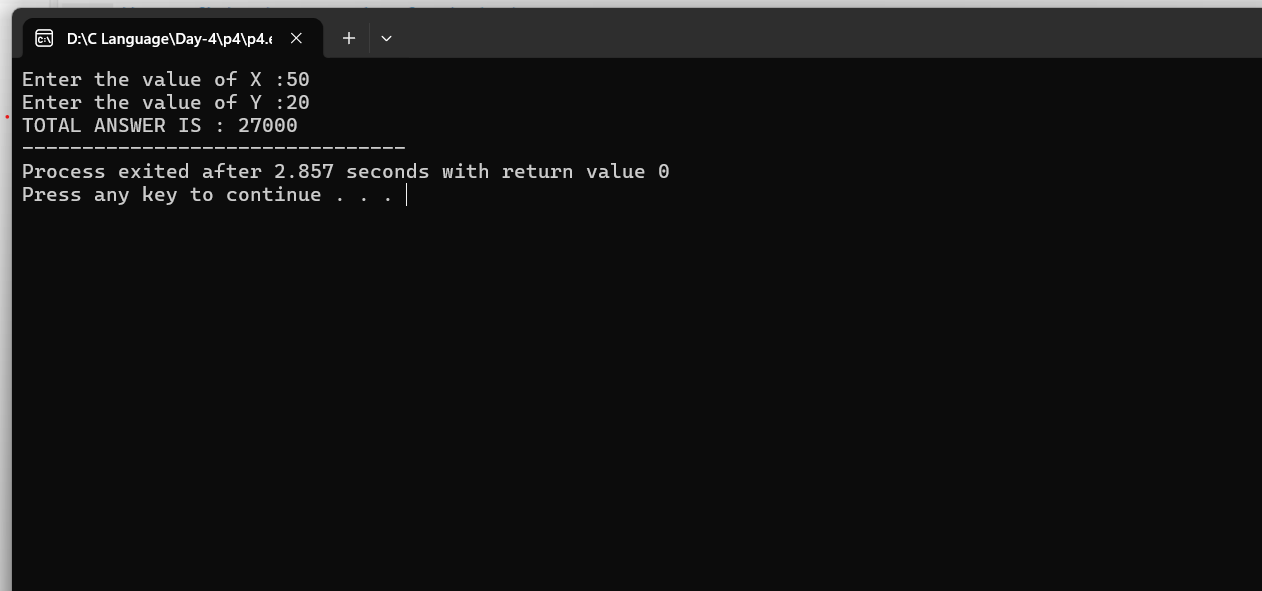 D:\C Language\Day-4\p4\p4.e
Enter the value of X :50
Enter the value of Y :20
TOTAL ANSWER IS : 27000
--------------------------------
Process exited after 2.857 seconds with return value 0
Press any key to continue . . .